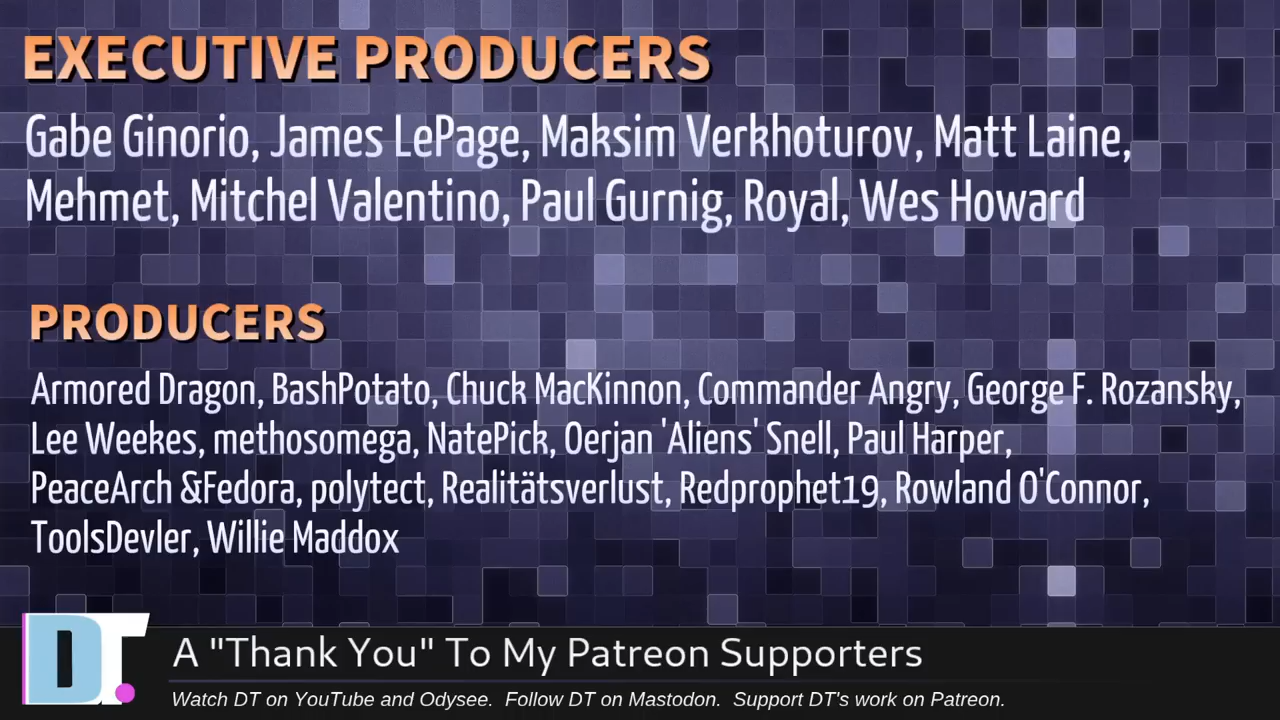 EXECUTIVE PRODUCERS
Gabe Ginorio, James LePage, Maksim Verkhoturov, Matt Laine,
Mehmet, Mitchel Valentino, Paul Gurnig, Royal, Wes Howard
PRODUCERS
Armored Dragon, BashPotato, Chuck MacKinnon, Commander Angry, George F. Rozansky,
Lee Weekes, methosomega, NatePick, Oerjan 'Aliens' Snell, Paul Harper,
PeaceArch &Fedora, polytect, Realitätsverlust, Redprophet19, Rowland O'Connor,
ToolsDevler, Willie Maddox
DT.
A "Thank You" To My Patreon Supporters
Watch DT on YouTube and Odysee. Follow DT on Mastodon. Support DT's work on Patreon.